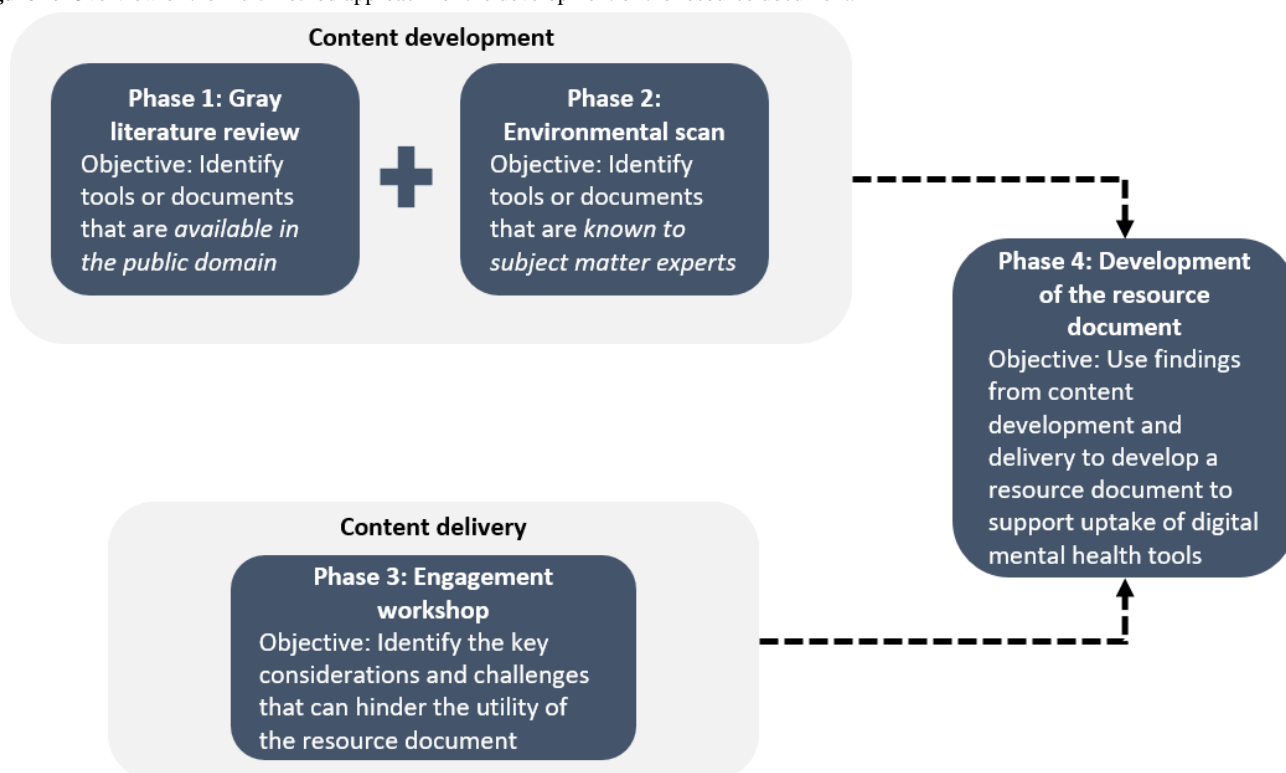 Content development
Phase 1: Gray
literature review
Objective: Identify
tools or documents
that are available in
the public domain
Phase 2:
Environmental scan
Objective: Identify
tools or documents
that are known to
subject matter experts
Phase 4: Development
of the resource
document
Objective: Use findings
from content
development and
delivery to develop a
resource document to
support uptake of digital
mental health tools
Content delivery
Phase 3: Engagement
workshop
Objective: Identify the key
considerations and challenges
that can hinder the utility of
the resource document